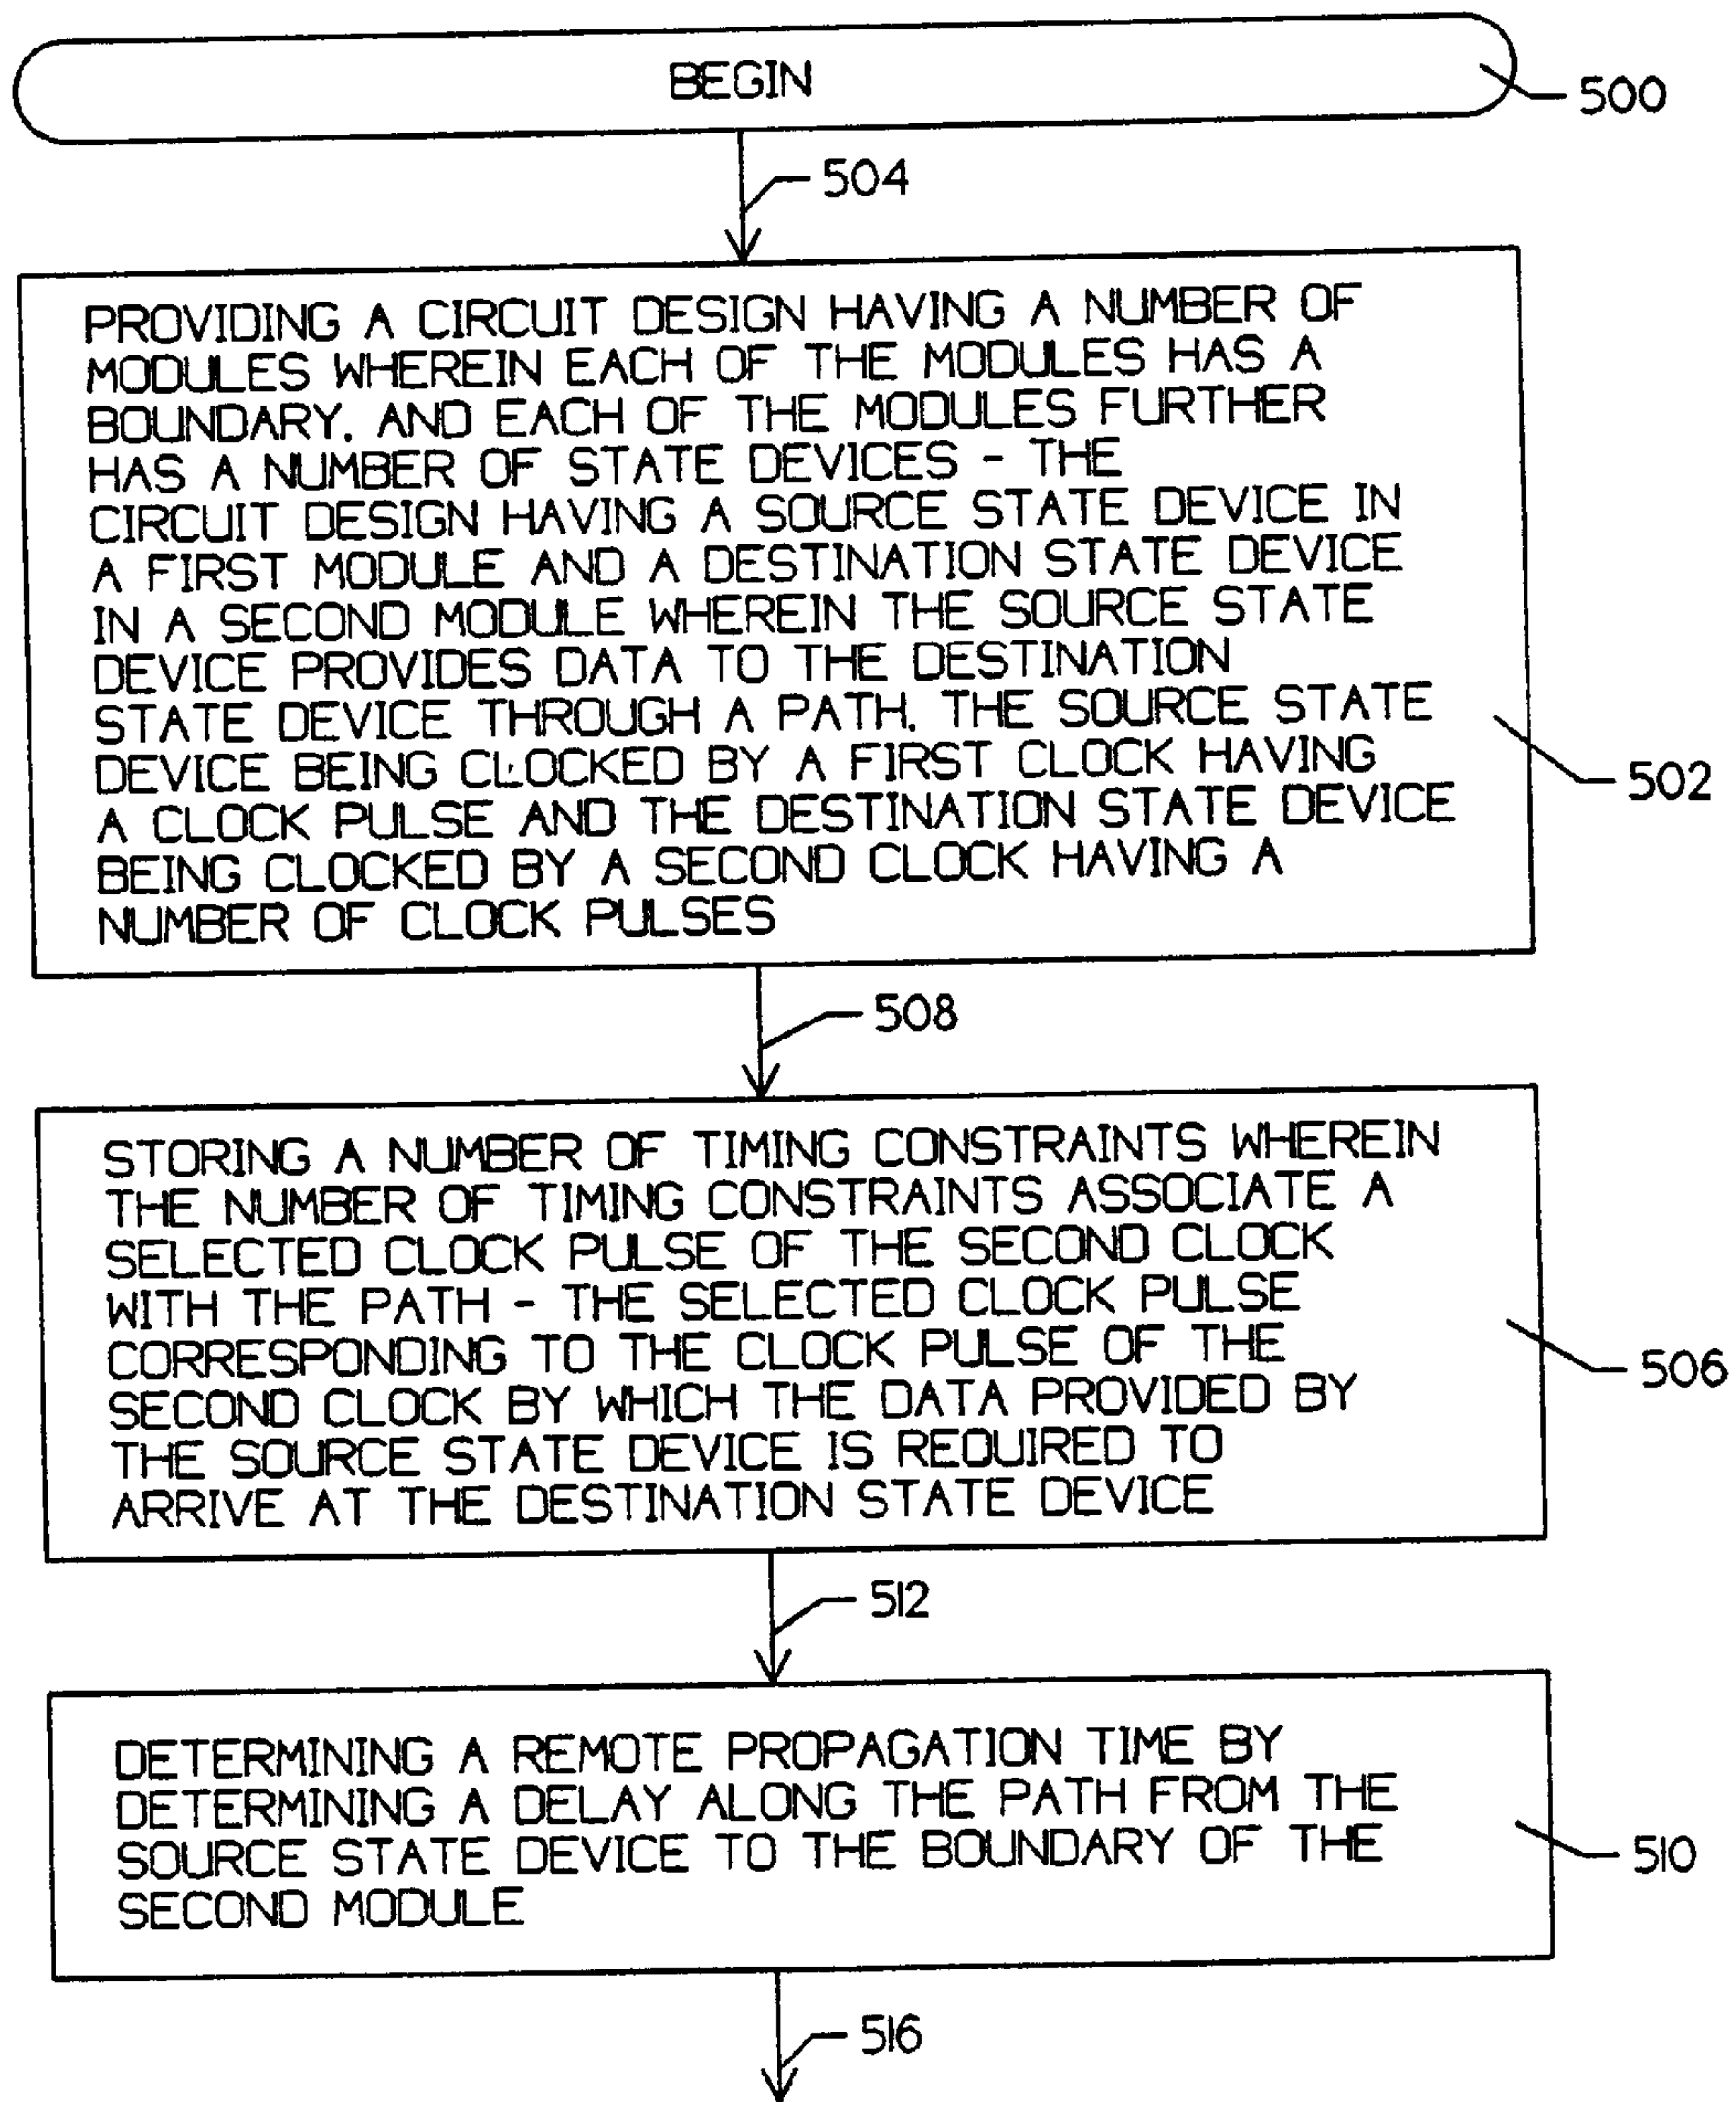 BEGIN
500
504
PROVIDING A CIRCUIT DESIGN HAVING A NUMBER OF
MODULES WHEREIN EACH OF THE MODULES HAS A
BOUNDARY. AND EACH OF THE MODULES FURTHER
HAS A NUMBER OF STATE DEVICES - THE
CIRCUIT DESIGN HAVING A SOURCE STATE DEVICE IN
A FIRST MODULE AND A DESTINATION STATE DEVICE
IN A SECOND MODULE WHEREIN THE SOURCE STATE
DEVICE PROVIDES DATA TO THE DESTINATION
STATE DEVICE THROUGH A PATH. THE SOURCE STATE
DEVICE BEING CLOCKED BY A FIRST CLOCK HAVING
A CLOCK PULSE AND THE DESTINATION STATE DEVICE
BEING CLOCKED BY A SECOND CLOCK HAVING A
NUMBER OF CLOCK PULSES
502
508
STORING A NUMBER OF TIMING CONSTRAINTS WHEREIN
THE NUMBER OF TIMING CONSTRAINTS ASSOCIATE A
SELECTED CLOCK PULSE OF THE SECOND CLOCK
WITH THE PATH - THE SELECTED CLOCK PULSE
CORRESPONDING TO THE CLOCK PULSE OF THE
SECOND CLOCK BY WHICH THE DATA PROVIDED BY
THE SOURCE STATE DEVICE IS REQUIRED TO
ARRIVE AT THE DESTINATION STATE DEVICE
506
512
DETERMINING A REMOTE PROPAGATION TIME BY
DETERMINING A DELAY ALONG THE PATH FROM THE
SOURCE STATE DEVICE TO THE BOUNDARY OF THE
SECOND MODULE
510
516